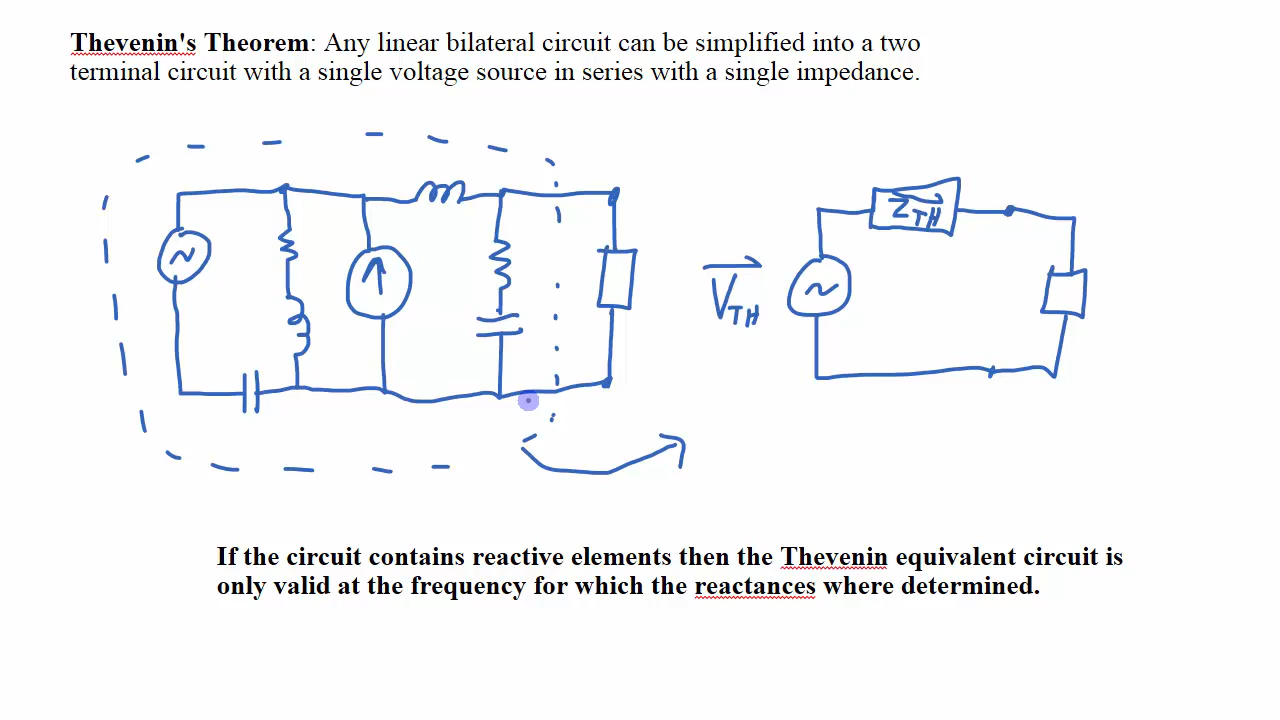 Thevenin's Theorem: Any linear bilateral circuit can be simplified into a two
terminal circuit with a single voltage source in series with a single impedance.
ZTH
VTH
If the circuit contains reactive elements then the Thevenin equivalent circuit is
only valid at the frequency for which the reactances where determined.